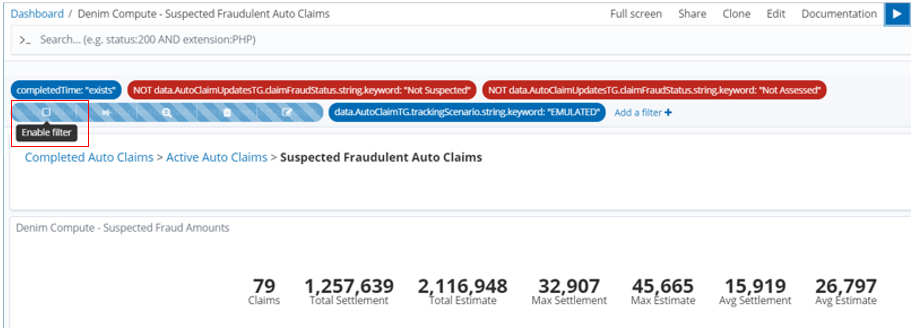 Dashboard / Denim Compute - Suspected Fraudulent Auto Claims Full screen Share Clone Edit Documentation
>_ Search... (e.g. status:200 AND extension:PHP)
completedTime: "exists" NOT data.AutoClaimUpdatesTG.claimFraudStatus.string.keyword: "Not Suspected" NOT data.AutoClaimUpdatesTG.claimFraudStatus.string.keyword: "Not Assessed"
data.AutoClaimTG.trackingScenario.string.keyword: "EMULATED" Add a filter +
Enable filter
Completed Auto Claims > Active Auto Claims > Suspected Fraudulent Auto Claims
Denim Compute - Suspected Fraud Amounts
79 1,257,639 2,116,948 32,907 45,665 15,919 26,797
Claims Total Settlement Total Estimate Max Settlement Max Estimate Avg Settlement Avg Estimate